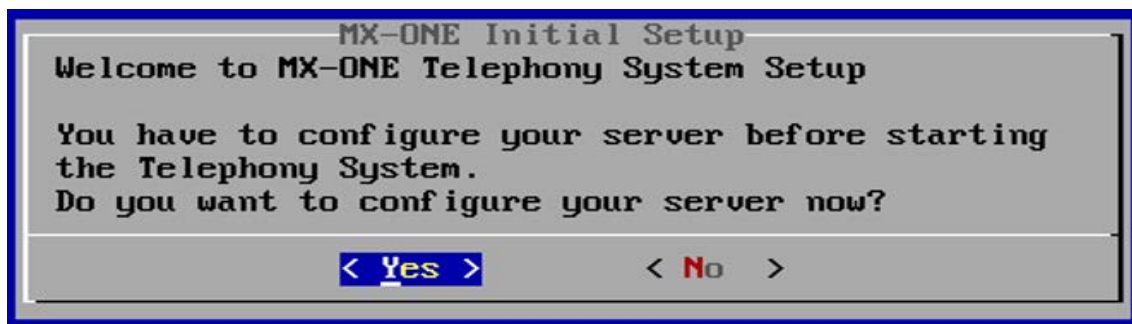 MX-ONE Initial Setup
Welcome to MX-ONE Telephony System Setup
You have to configure your server before starting
the Telephony System.
Do you want to configure your server now?
< Yes > < No >